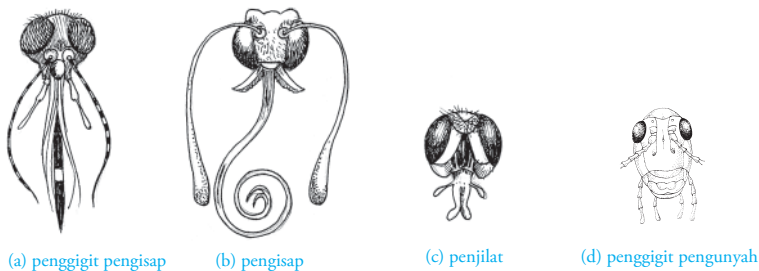 (a) penggigit pengisap
(b) pengisap
(c) penjilat
(d) penggigit pengunyah